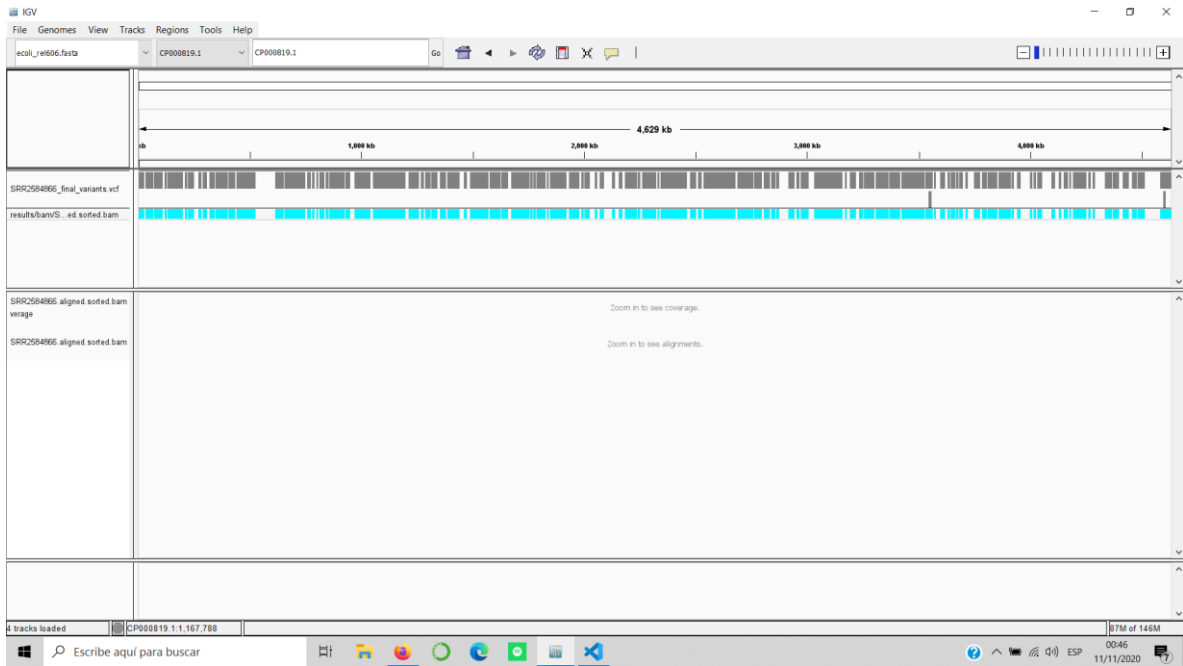 IGV
File Genomes View Tracks Regions Tools Help
ecoli_rel606.fasta CP000819.1 CP000819.1 Go
4,629 kb
kb 1,000 kb 2,000 kb 3,000 kb 4,000 kb
SRR2584866_final_variants.vcf
results/bam/S...ed.sorted.bam
SRR2584866.aligned.sorted.bam
verage
Zoom in to see coverage.
SRR2584866.aligned.sorted.bam
Zoom in to see alignments.
4 tracks loaded CP000819.1:1,167,788 87M of 146M
Escribe aquí para buscar ESP 00:46
11/11/2020 7